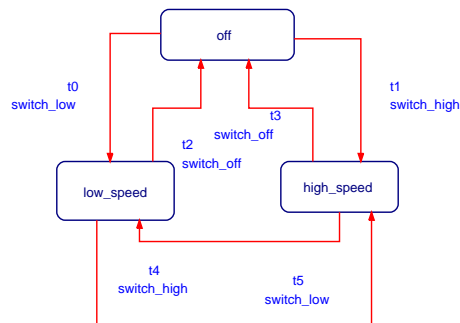 off
t0
switch_low
t1
switch_high
t3
switch_off
t2
switch_off
low_speed
high_speed
t4
switch_high
t5
switch_low